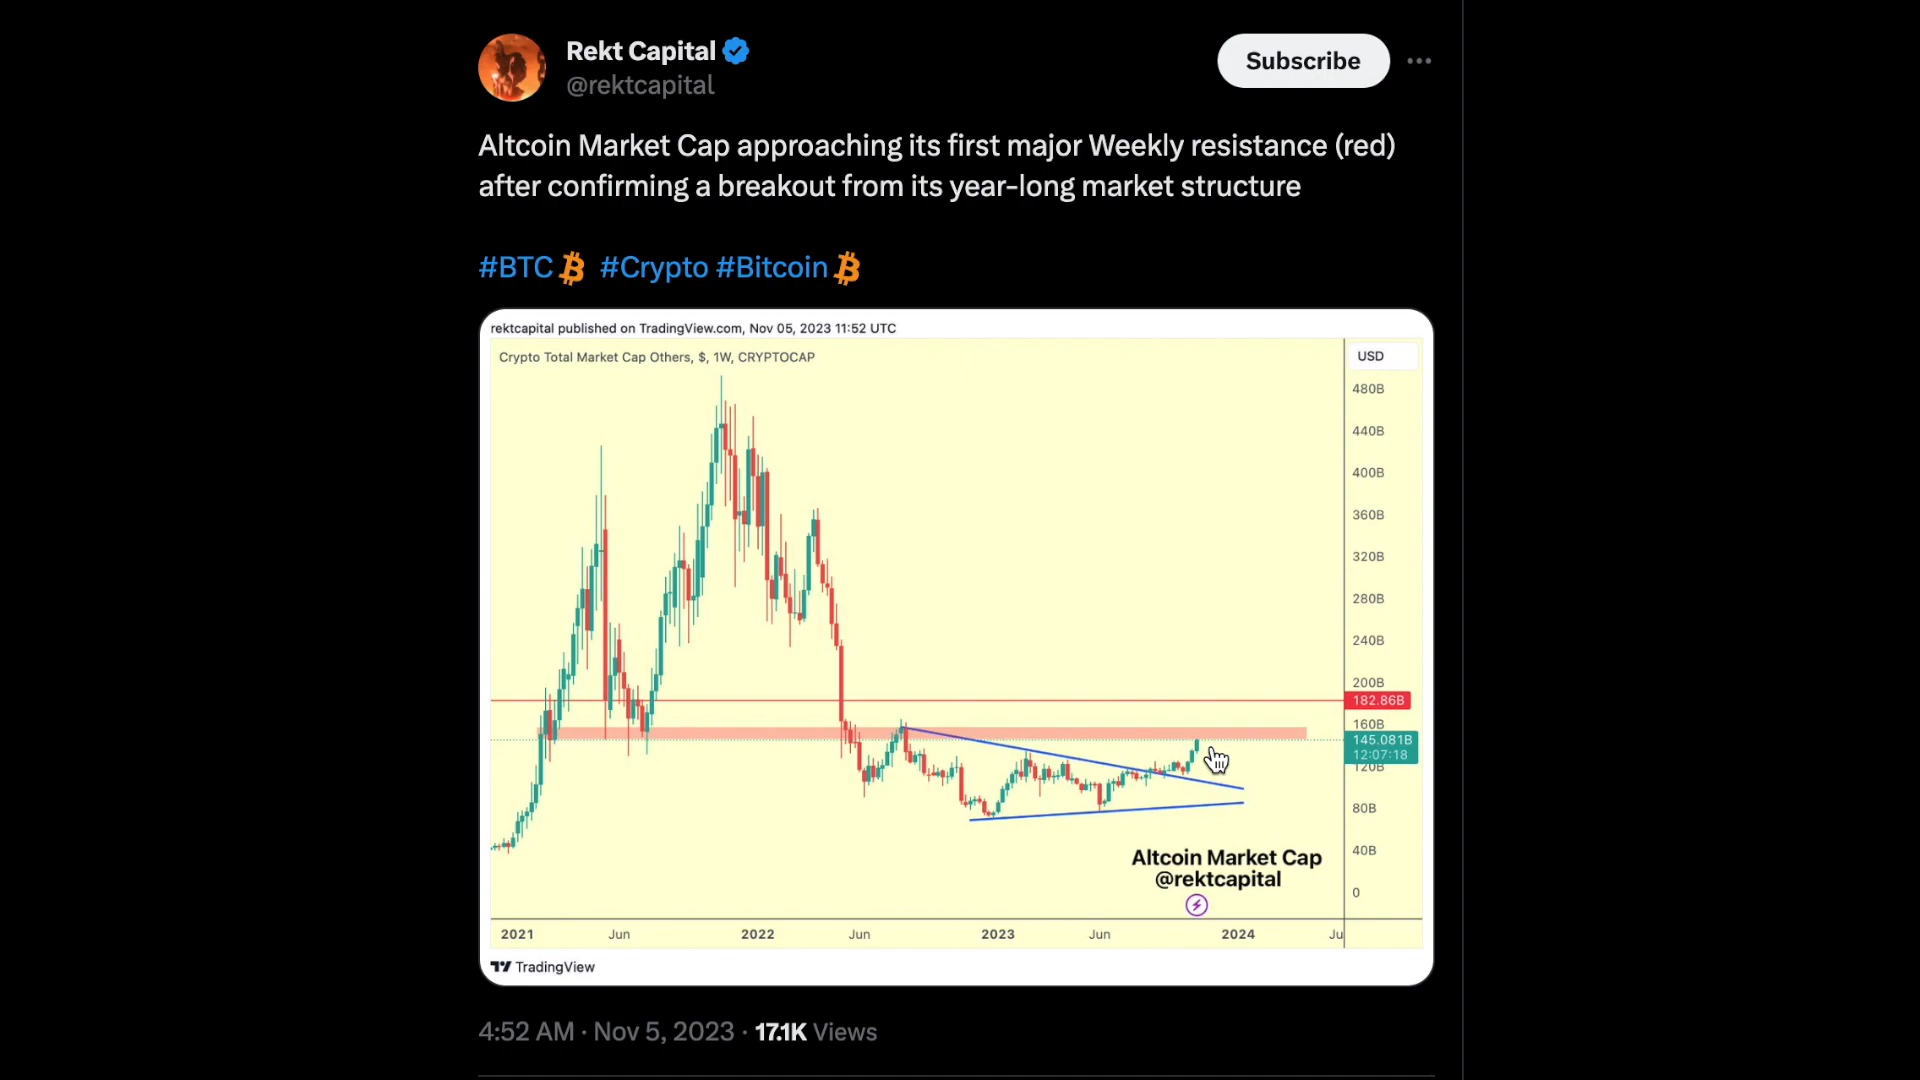 Rekt Capital
Subscribe
@rektcapital
Altcoin Market Cap approaching its first major Weekly resistance (red)
after confirming a breakout from its year-long market structure
#BTC #Crypto #Bitcoin
rektcapital published on TradingView.com, Nov 05, 2023 11:52 UTC
Crypto Total Market Cap Others, $, 1W, CRYPTOCAP
USD
480B
440B
400B
360B
320B
280B
240B
200B
182.86B
160B
145.081B
12:07:18
120B
80B
40B
0
Altcoin Market Cap
@rektcapital
2021 Jun 2022 Jun 2023 Jun 2024 Ju
TradingView
4:52 AM · Nov 5, 2023 · 17.1K Views